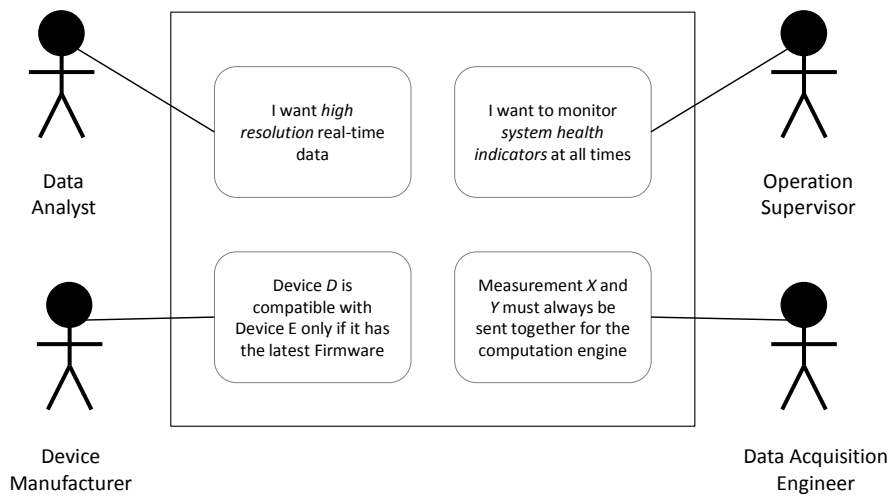 I want high
resolution real-time
data
I want to monitor
system health
indicators at all times
Data
Analyst
Operation
Supervisor
Device D is
compatible with
Device E only if it has
the latest Firmware
Measurement X and
Y must always be
sent together for the
computation engine
Device
Manufacturer
Data Acquisition
Engineer